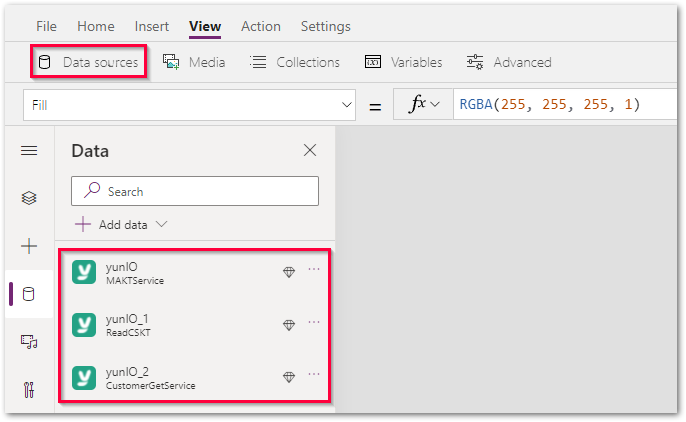 File Home Insert View Action Settings
Data sources Media Collections (x) Variables Advanced
Fill = fx RGBA(255, 255, 255, 1)
Data
Search
Add data
yunIO
MAKTService
yunIO_1
ReadCSKT
yunIO_2
CustomerGetService